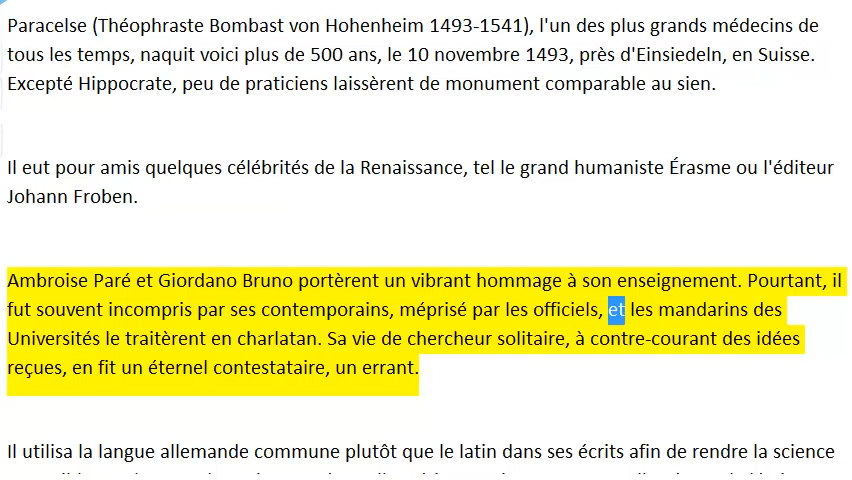 Paracelse (Théophraste Bombast von Hohenheim 1493-1541), l'un des plus grands médecins de
tous les temps, naquit voici plus de 500 ans, le 10 novembre 1493, près d'Einsiedeln, en Suisse.
Excepté Hippocrate, peu de praticiens laissèrent de monument comparable au sien.
Il eut pour amis quelques célébrités de la Renaissance, tel le grand humaniste Érasme ou l'éditeur
Johann Froben.
Ambroise Paré et Giordano Bruno portèrent un vibrant hommage à son enseignement. Pourtant, il
fut souvent incompris par ses contemporains, méprisé par les officiels, et les mandarins des
Universités le traitèrent en charlatan. Sa vie de chercheur solitaire, à contre-courant des idées
reçues, en fit un éternel contestataire, un errant.
Il utilisa la langue allemande commune plutôt que le latin dans ses écrits afin de rendre la science